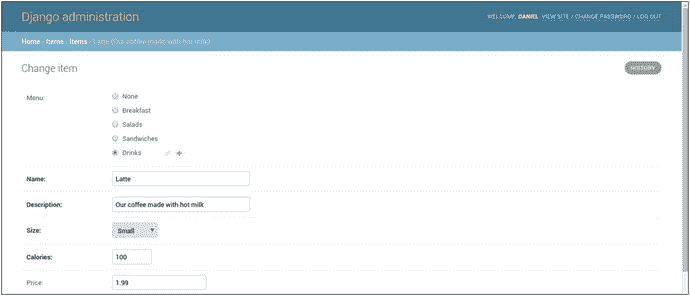 Django administration
WELCOME, DANIEL. VIEW SITE / CHANGE PASSWORD / LOG OUT
Home › Items › Items › Latte (Our coffee made with hot milk)
Change item
HISTORY
Menu:
None
Breakfast
Salads
Sandwiches
Drinks
Name: Latte
Description: Our coffee made with hot milk
Size: Small
Calories: 100
Price: 1.99